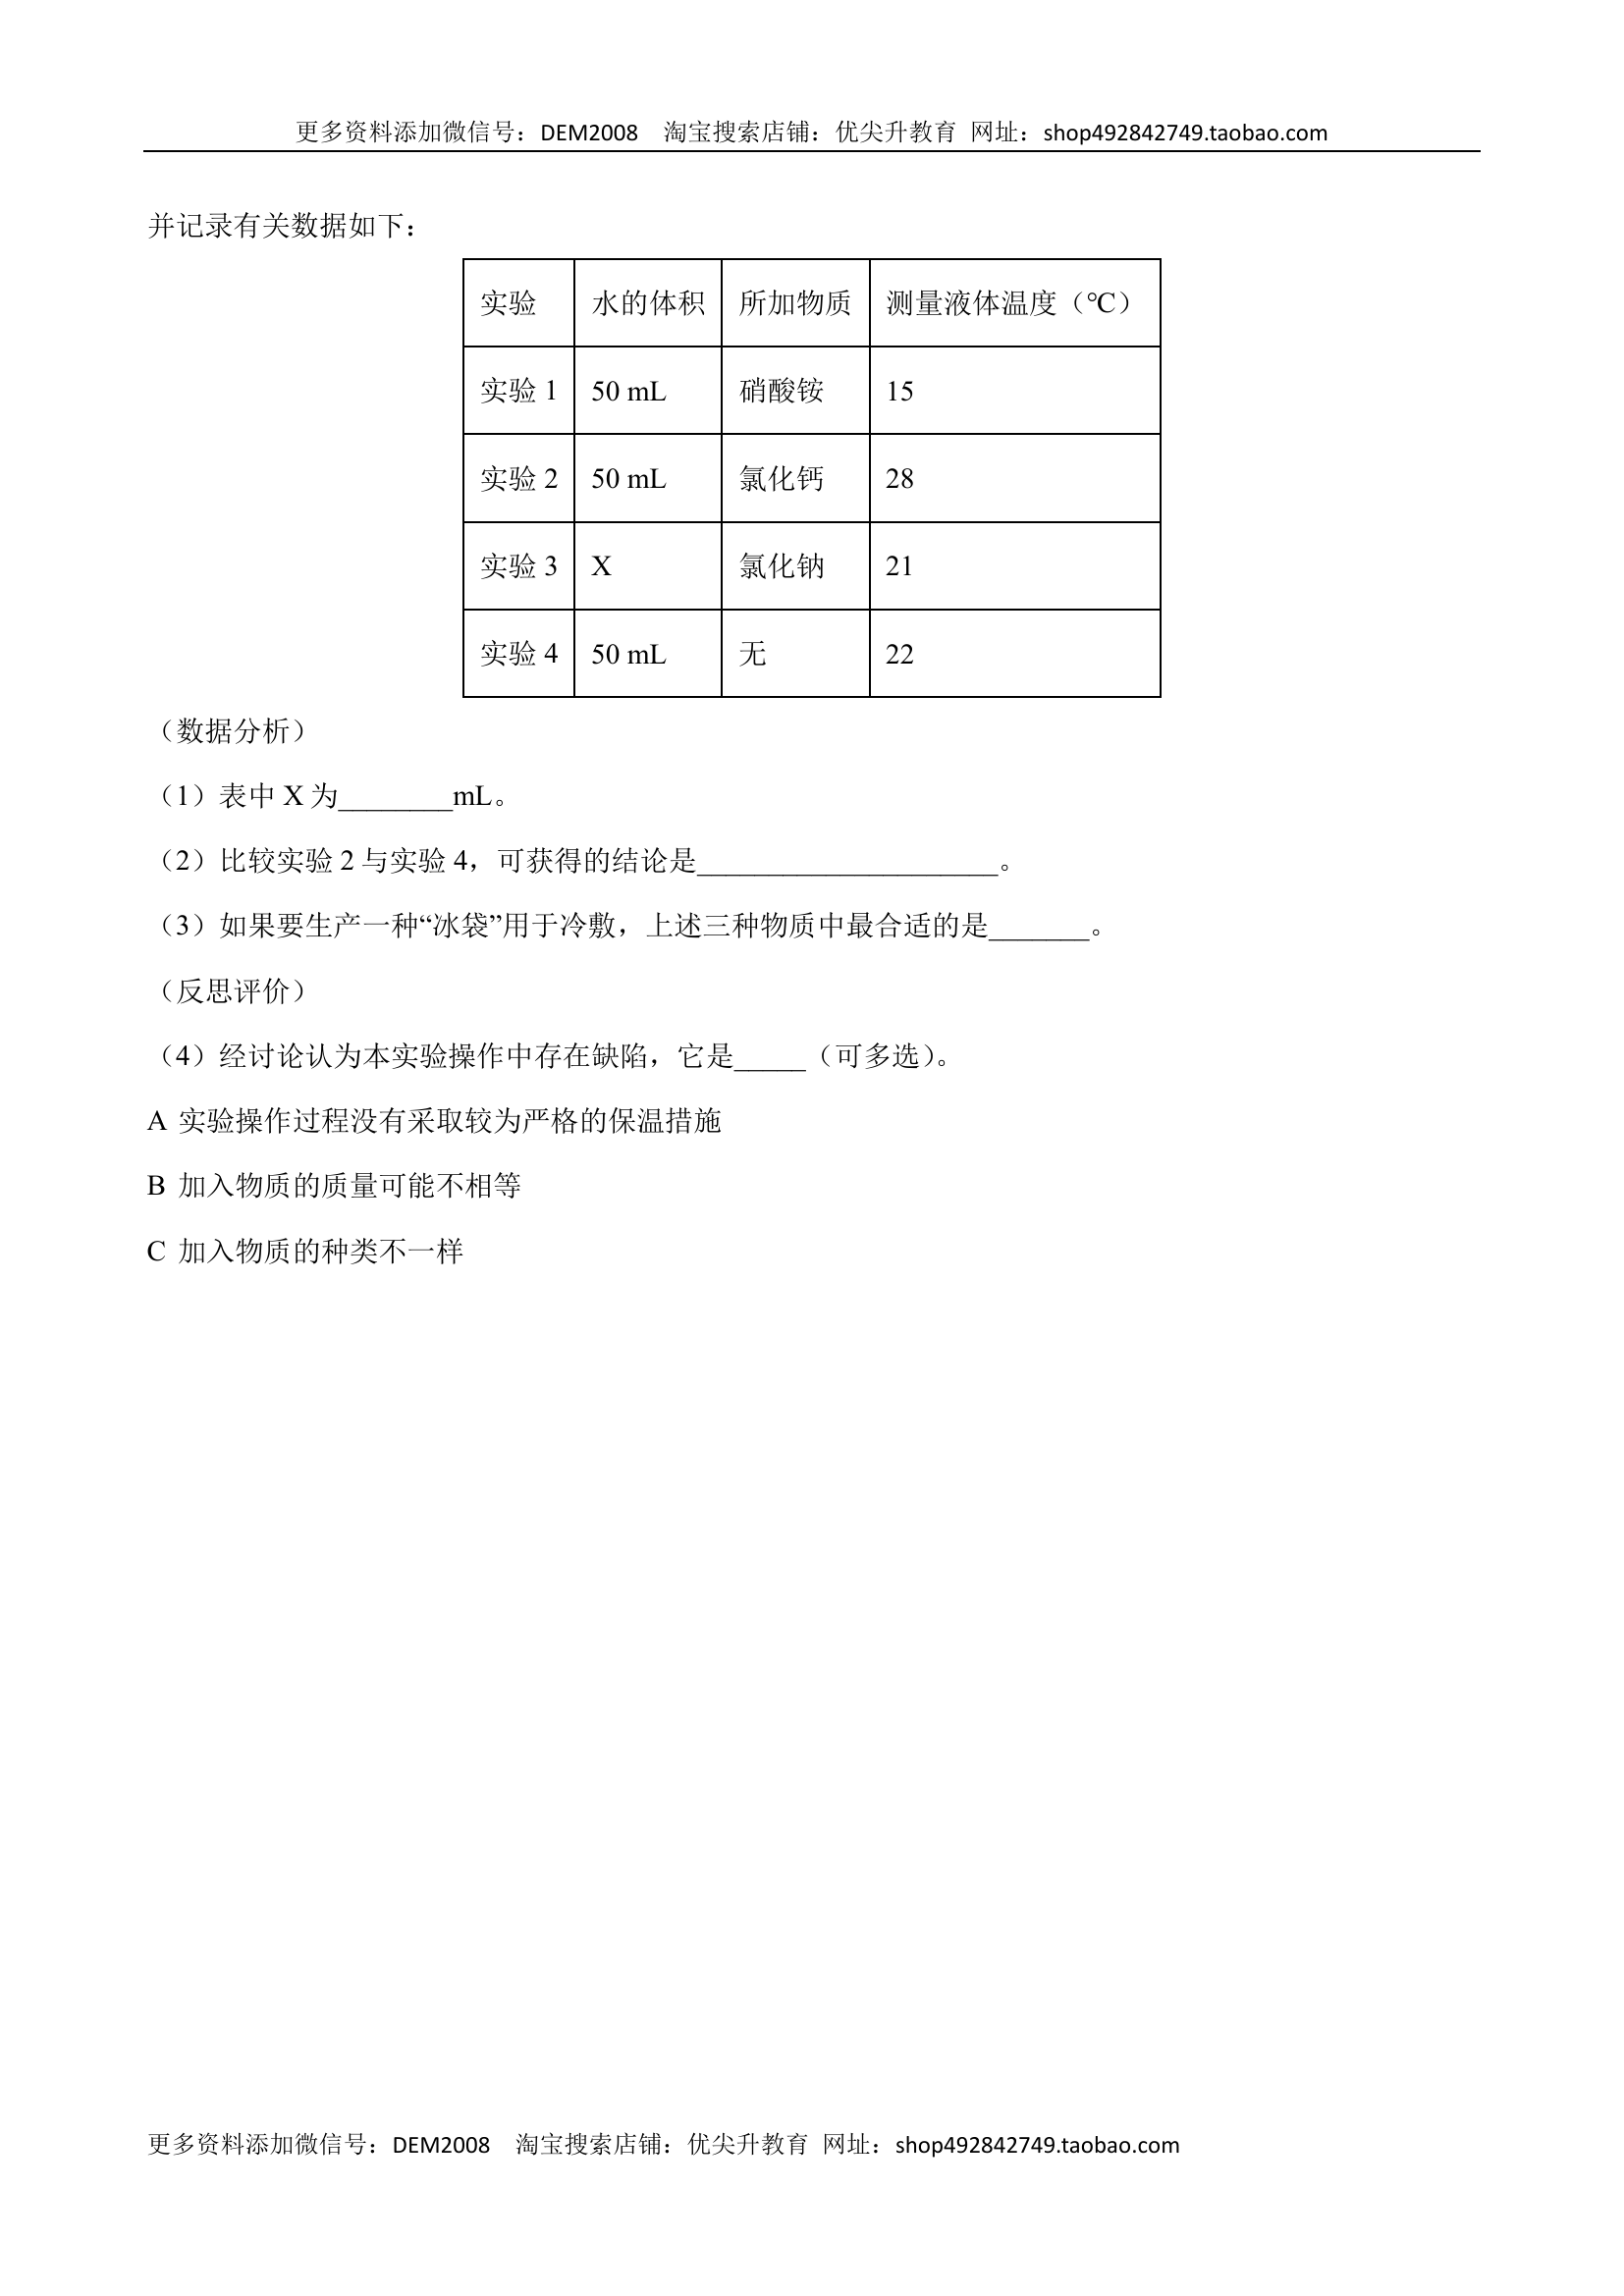 更多资料添加微信号：DEM2008 淘宝搜索店铺：优尖升教育 网址：shop492842749.taobao.com
并记录有关数据如下：
实验 水的体积 所加物质 测量液体温度（℃）
实验 1 50 mL 硝酸铵 15
实验 2 50 mL 氯化钙 28
实验 3 X 氯化钠 21
实验 4 50 mL 无 22
（数据分析）
（1）表中 X 为________mL。
（2）比较实验 2 与实验 4，可获得的结论是_____________________。
（3）如果要生产一种“冰袋”用于冷敷，上述三种物质中最合适的是_______。
（反思评价）
（4）经讨论认为本实验操作中存在缺陷，它是_____（可多选）。
A 实验操作过程没有采取较为严格的保温措施
B 加入物质的质量可能不相等
C 加入物质的种类不一样
更多资料添加微信号：DEM2008 淘宝搜索店铺：优尖升教育 网址：shop492842749.taobao.com